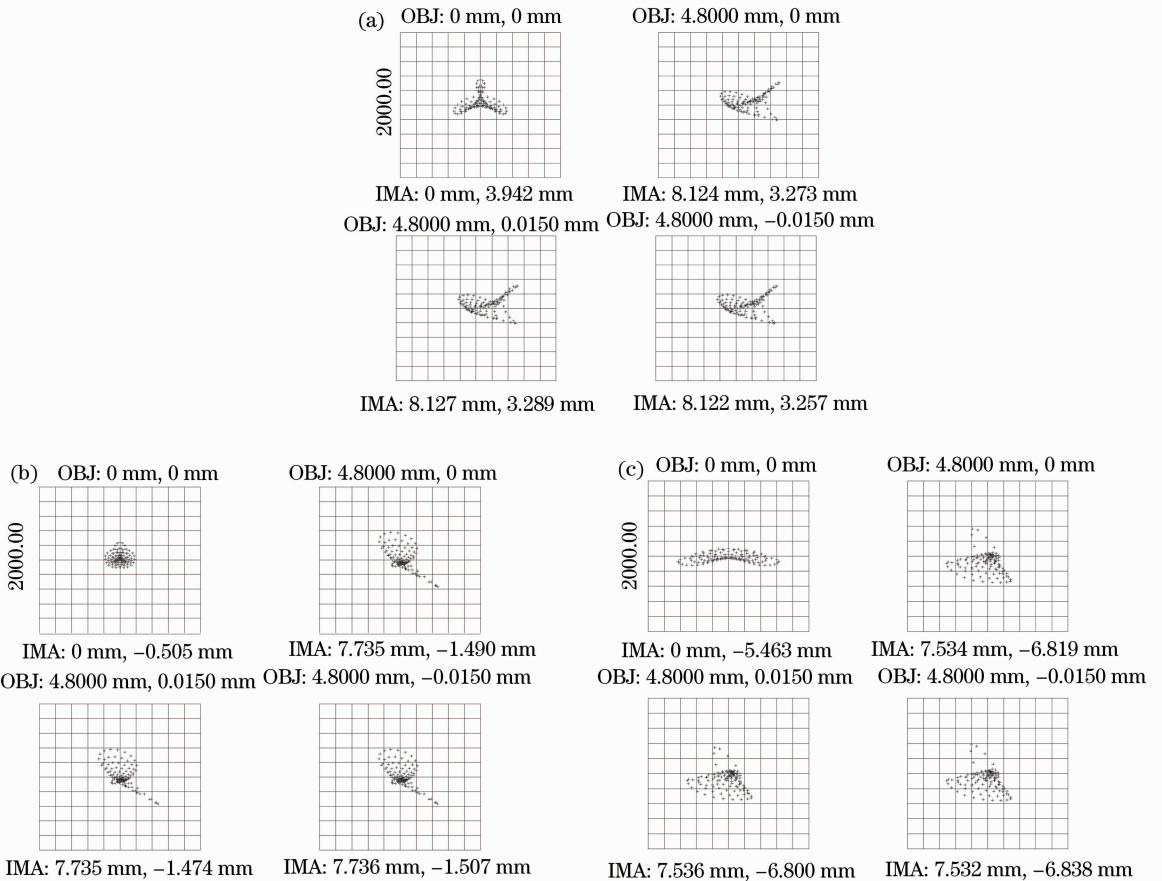 (a) OBJ: 0 mm, 0 mm OBJ: 4.8000 mm, 0 mm
2000.00
IMA: 0 mm, 3.942 mm IMA: 8.124 mm, 3.273 mm
OBJ: 4.8000 mm, 0.0150 mm OBJ: 4.8000 mm, −0.0150 mm
IMA: 8.127 mm, 3.289 mm IMA: 8.122 mm, 3.257 mm
(b) OBJ: 0 mm, 0 mm OBJ: 4.8000 mm, 0 mm
2000.00
IMA: 0 mm, −0.505 mm IMA: 7.735 mm, −1.490 mm
OBJ: 4.8000 mm, 0.0150 mm OBJ: 4.8000 mm, −0.0150 mm
IMA: 7.735 mm, −1.474 mm IMA: 7.736 mm, −1.507 mm
(c) OBJ: 0 mm, 0 mm OBJ: 4.8000 mm, 0 mm
2000.00
IMA: 0 mm, −5.463 mm IMA: 7.534 mm, −6.819 mm
OBJ: 4.8000 mm, 0.0150 mm OBJ: 4.8000 mm, −0.0150 mm
IMA: 7.536 mm, −6.800 mm IMA: 7.532 mm, −6.838 mm